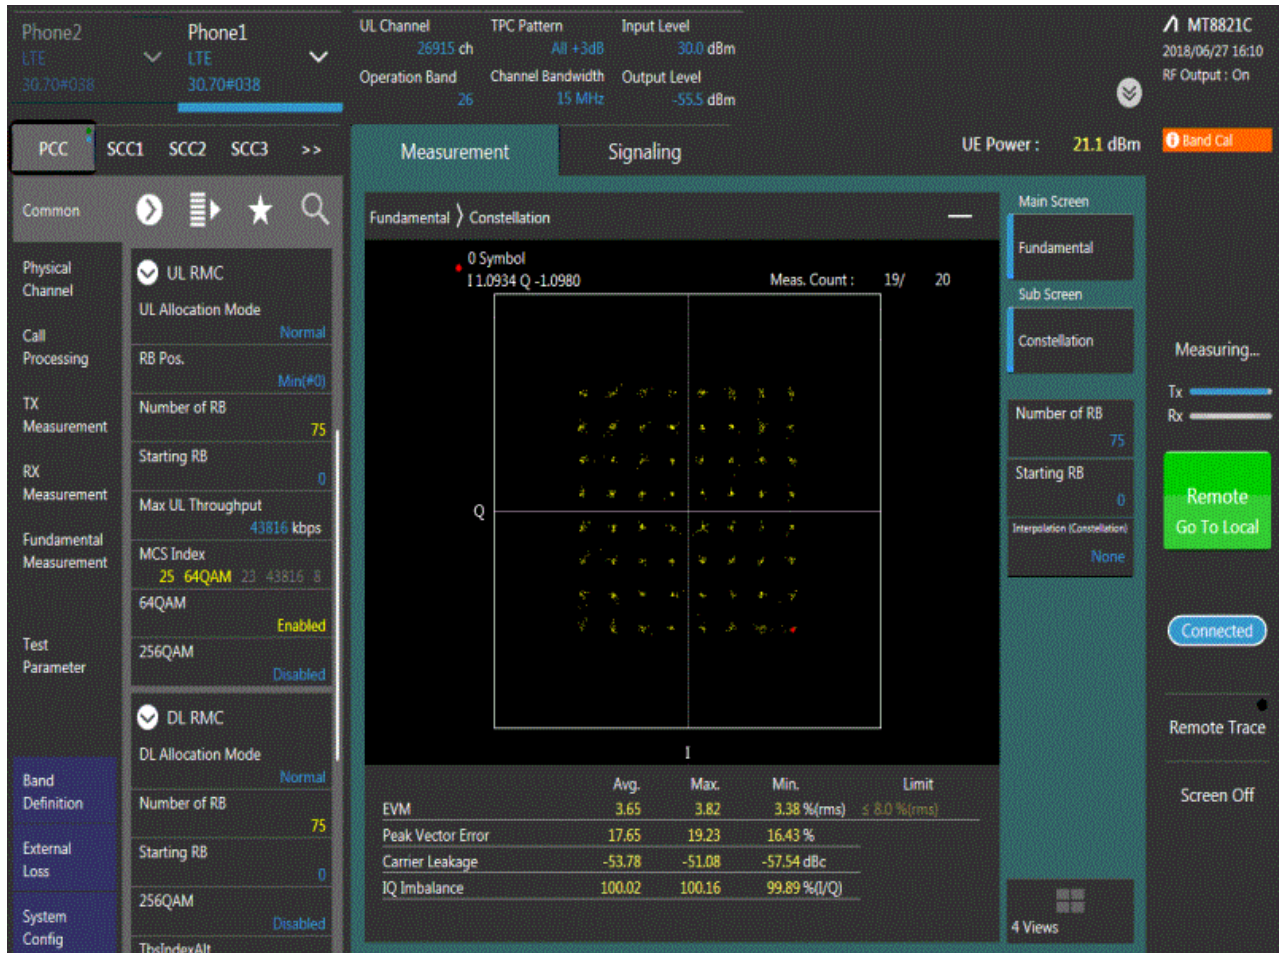 Phone2
LTE
30.70#038
Phone1
LTE
30.70#038
UL Channel
26915 ch
TPC Pattern
All +3dB
Input Level
30.0 dBm
Operation Band
26
Channel Bandwidth
15 MHz
Output Level
-55.5 dBm
MT8821C
2018/06/27 16:10
RF Output : On
PCC SCC1 SCC2 SCC3 >>
Measurement
Signaling
UE Power : 21.1 dBm
Band Cal
Common
Physical
Channel
Call
Processing
TX
Measurement
RX
Measurement
Fundamental
Measurement
Test
Parameter
Band
Definition
External
Loss
System
Config
UL RMC
UL Allocation Mode
Normal
RB Pos.
Min(#0)
Number of RB
75
Starting RB
0
Max UL Throughput
43816 kbps
MCS Index
25 64QAM 23 43816 8
64QAM
Enabled
256QAM
Disabled
DL RMC
DL Allocation Mode
Normal
Number of RB
75
Starting RB
0
256QAM
Disabled
TbsIndexAlt
Fundamental 〉 Constellation
0 Symbol
I 1.0934 Q -1.0980
Meas. Count : 19/ 20
Q
I
Avg. Max. Min. Limit
EVM 3.65 3.82 3.38 %(rms) ≤ 8.0 %(rms)
Peak Vector Error 17.65 19.23 16.43 %
Carrier Leakage -53.78 -51.08 -57.54 dBc
IQ Imbalance 100.02 100.16 99.89 %(I/Q)
Main Screen
Fundamental
Sub Screen
Constellation
Number of RB
75
Starting RB
0
Interpolation (Constellation)
None
4 Views
Measuring...
Tx
Rx
Remote
Go To Local
Connected
Remote Trace
Screen Off